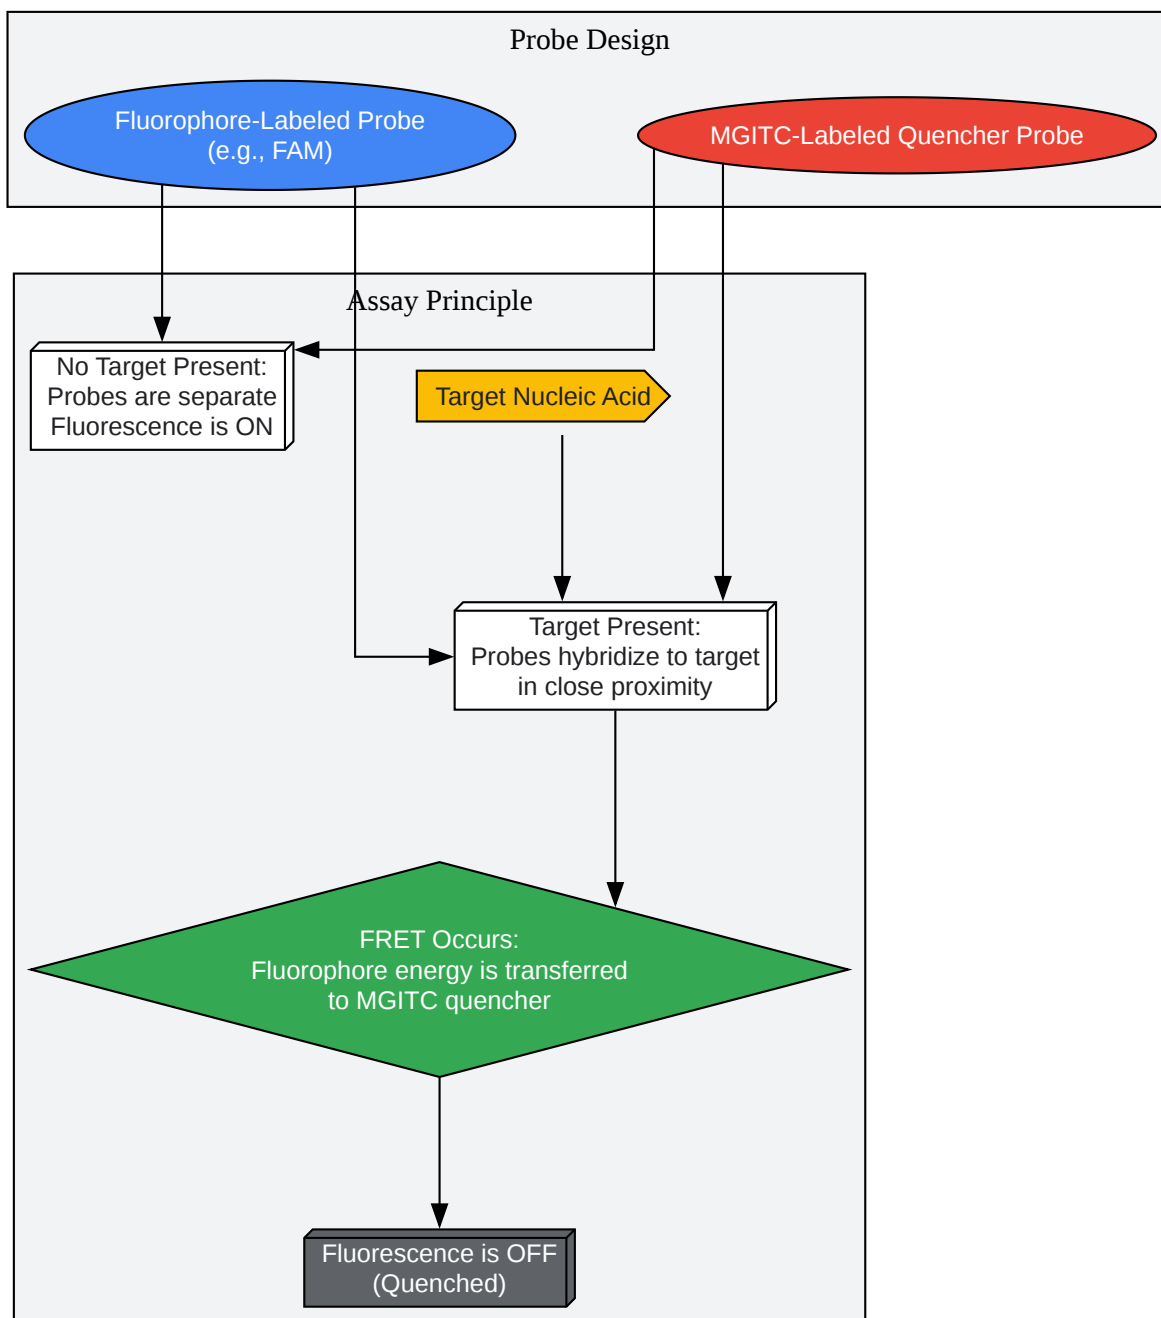 Probe Design
Fluorophore-Labeled Probe
(e.g., FAM)
MGITC-Labeled Quencher Probe
Assay Principle
No Target Present:
Probes are separate
Fluorescence is ON
Target Nucleic Acid
Target Present:
Probes hybridize to target
in close proximity
FRET Occurs:
Fluorophore energy is transferred
to MGITC quencher
Fluorescence is OFF
(Quenched)